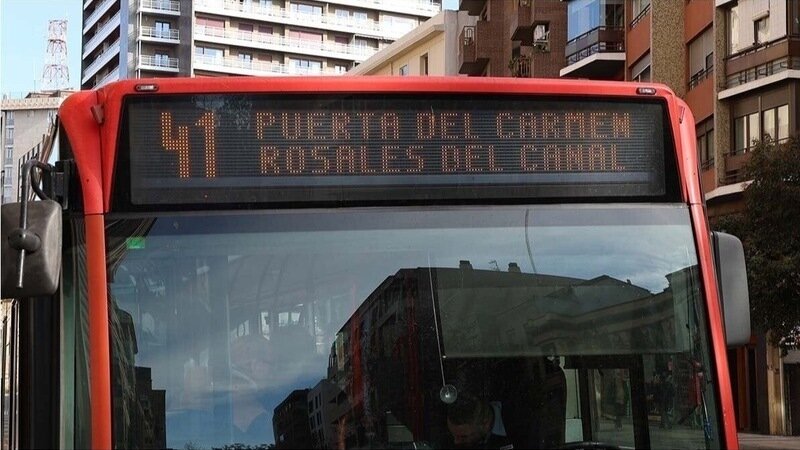 41 PUERTA DEL CARMEN
ROSALES DEL CANAL